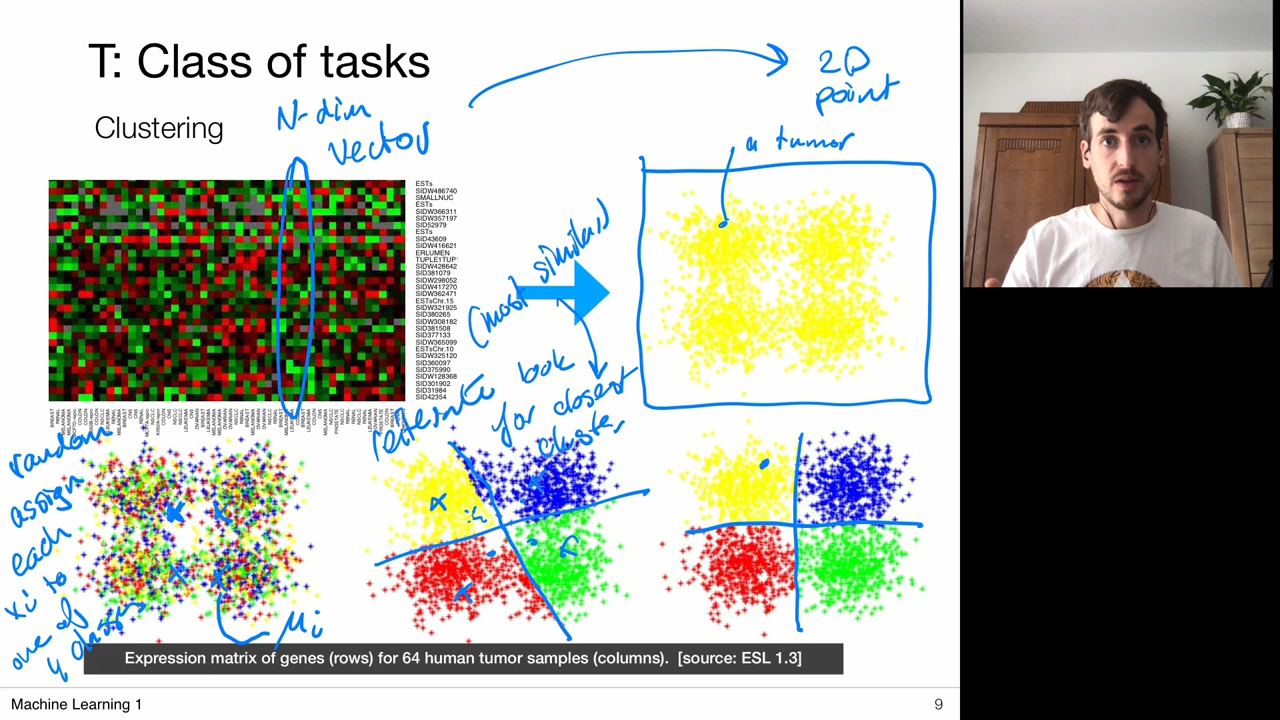 T: Class of tasks
Clustering
N-dim
vector
2D
point
a tumor
ESTs
SIDW486740
SMALLNUC
ESTs
SIDW366311
SIDW357197
SID52979
ESTs
SID43609
SIDW416621
ERLUMEN
TUPLE1TUP
SIDW428642
SID381079
SIDW298052
SIDW417270
SIDW362471
ESTsChr.15
SIDW321925
SID380265
SIDW308182
SID381508
SID377133
SIDW365099
ESTsChr.10
SIDW325120
SID360097
SID375990
SIDW128368
SID301902
SID31984
SID42354
(most similar)
reiterate look
for closest
cluster
random
assign
each
xi to
one of
4 classes
μi
Expression matrix of genes (rows) for 64 human tumor samples (columns). [source: ESL 1.3]
Machine Learning 1
9